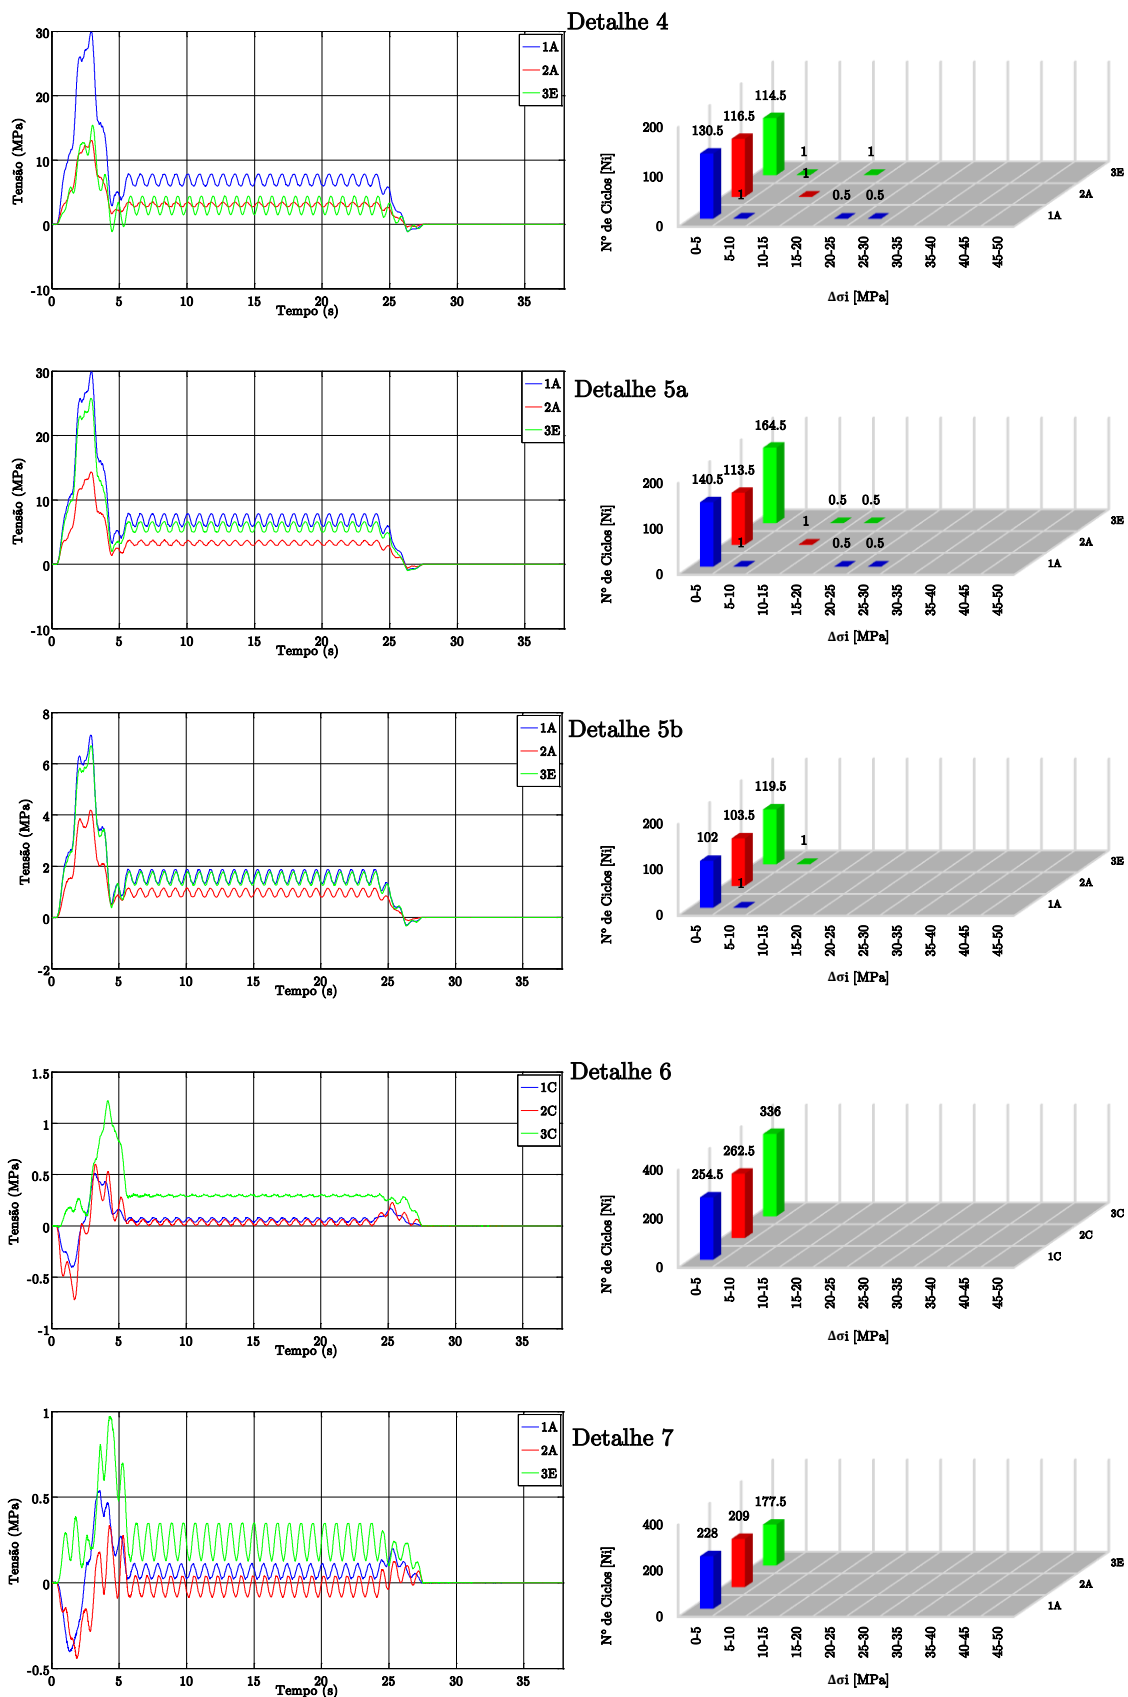 Detalhe 4
30
20
10
0
-10
Tensão (MPa)
0 5 10 15 20 25 30 35
Tempo (s)
1A
2A
3E
200
100
0
Nº de Ciclos [Ni]
130.5 116.5 114.5
1 1
1
1 0.5 0.5
3E
2A
1A
0-5 5-10 10-15 15-20 20-25 25-30 30-35 35-40 40-45 45-50
Δσi [MPa]
Detalhe 5a
30
20
10
0
-10
Tensão (MPa)
0 5 10 15 20 25 30 35
Tempo (s)
1A
2A
3E
200
100
0
Nº de Ciclos [Ni]
140.5 113.5 164.5
0.5 0.5
1
1 0.5 0.5
3E
2A
1A
0-5 5-10 10-15 15-20 20-25 25-30 30-35 35-40 40-45 45-50
Δσi [MPa]
Detalhe 5b
8
6
4
2
0
-2
Tensão (MPa)
0 5 10 15 20 25 30 35
Tempo (s)
1A
2A
3E
200
100
0
Nº de Ciclos [Ni]
102 103.5 119.5
1
1
3E
2A
1A
0-5 5-10 10-15 15-20 20-25 25-30 30-35 35-40 40-45 45-50
Δσi [MPa]
Detalhe 6
1.5
1
0.5
0
-0.5
-1
Tensão (MPa)
0 5 10 15 20 25 30 35
Tempo (s)
1C
2C
3C
400
200
0
Nº de Ciclos [Ni]
254.5 262.5 336
3C
2C
1C
0-5 5-10 10-15 15-20 20-25 25-30 30-35 35-40 40-45 45-50
Δσi [MPa]
Detalhe 7
1
0.5
0
-0.5
Tensão (MPa)
0 5 10 15 20 25 30 35
Tempo (s)
1A
2A
3E
400
200
0
Nº de Ciclos [Ni]
228 209 177.5
3E
2A
1A
0-5 5-10 10-15 15-20 20-25 25-30 30-35 35-40 40-45 45-50
Δσi [MPa]